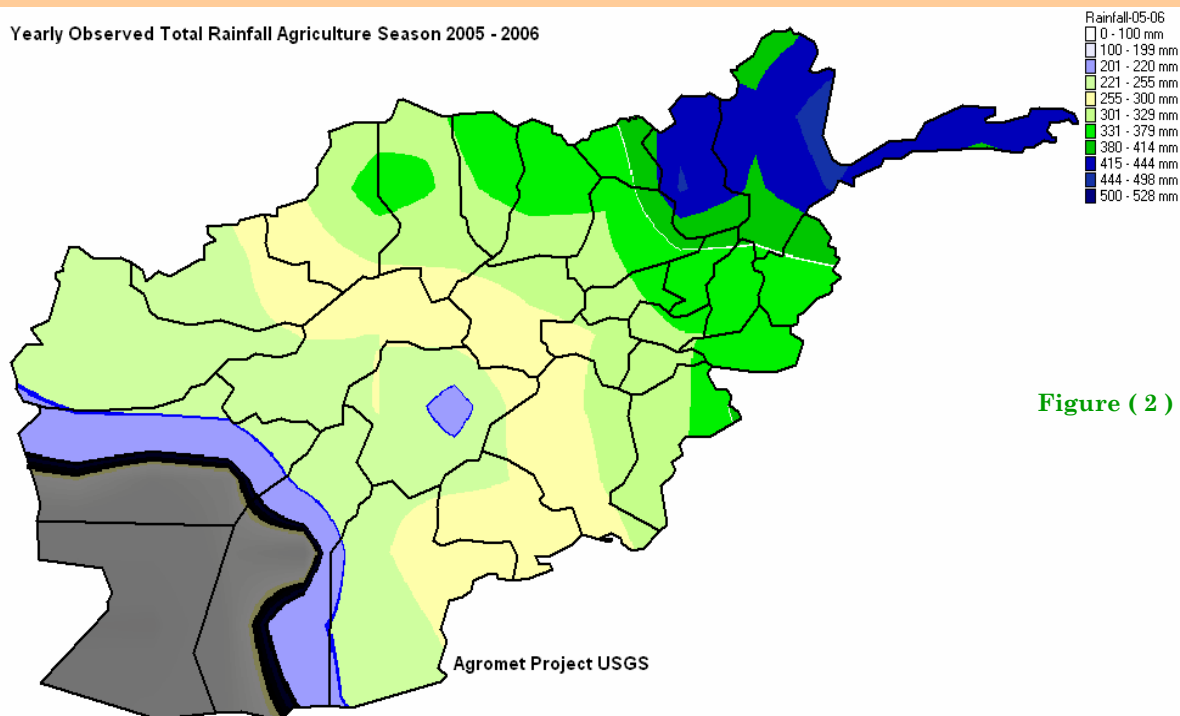 Yearly Observed Total Rainfall Agriculture Season 2005 - 2006
Rainfall-05-06
0 - 100 mm
100 - 199 mm
201 - 220 mm
221 - 255 mm
255 - 300 mm
301 - 329 mm
331 - 379 mm
380 - 414 mm
415 - 444 mm
444 - 498 mm
500 - 528 mm
Figure ( 2 )
Agromet Project USGS